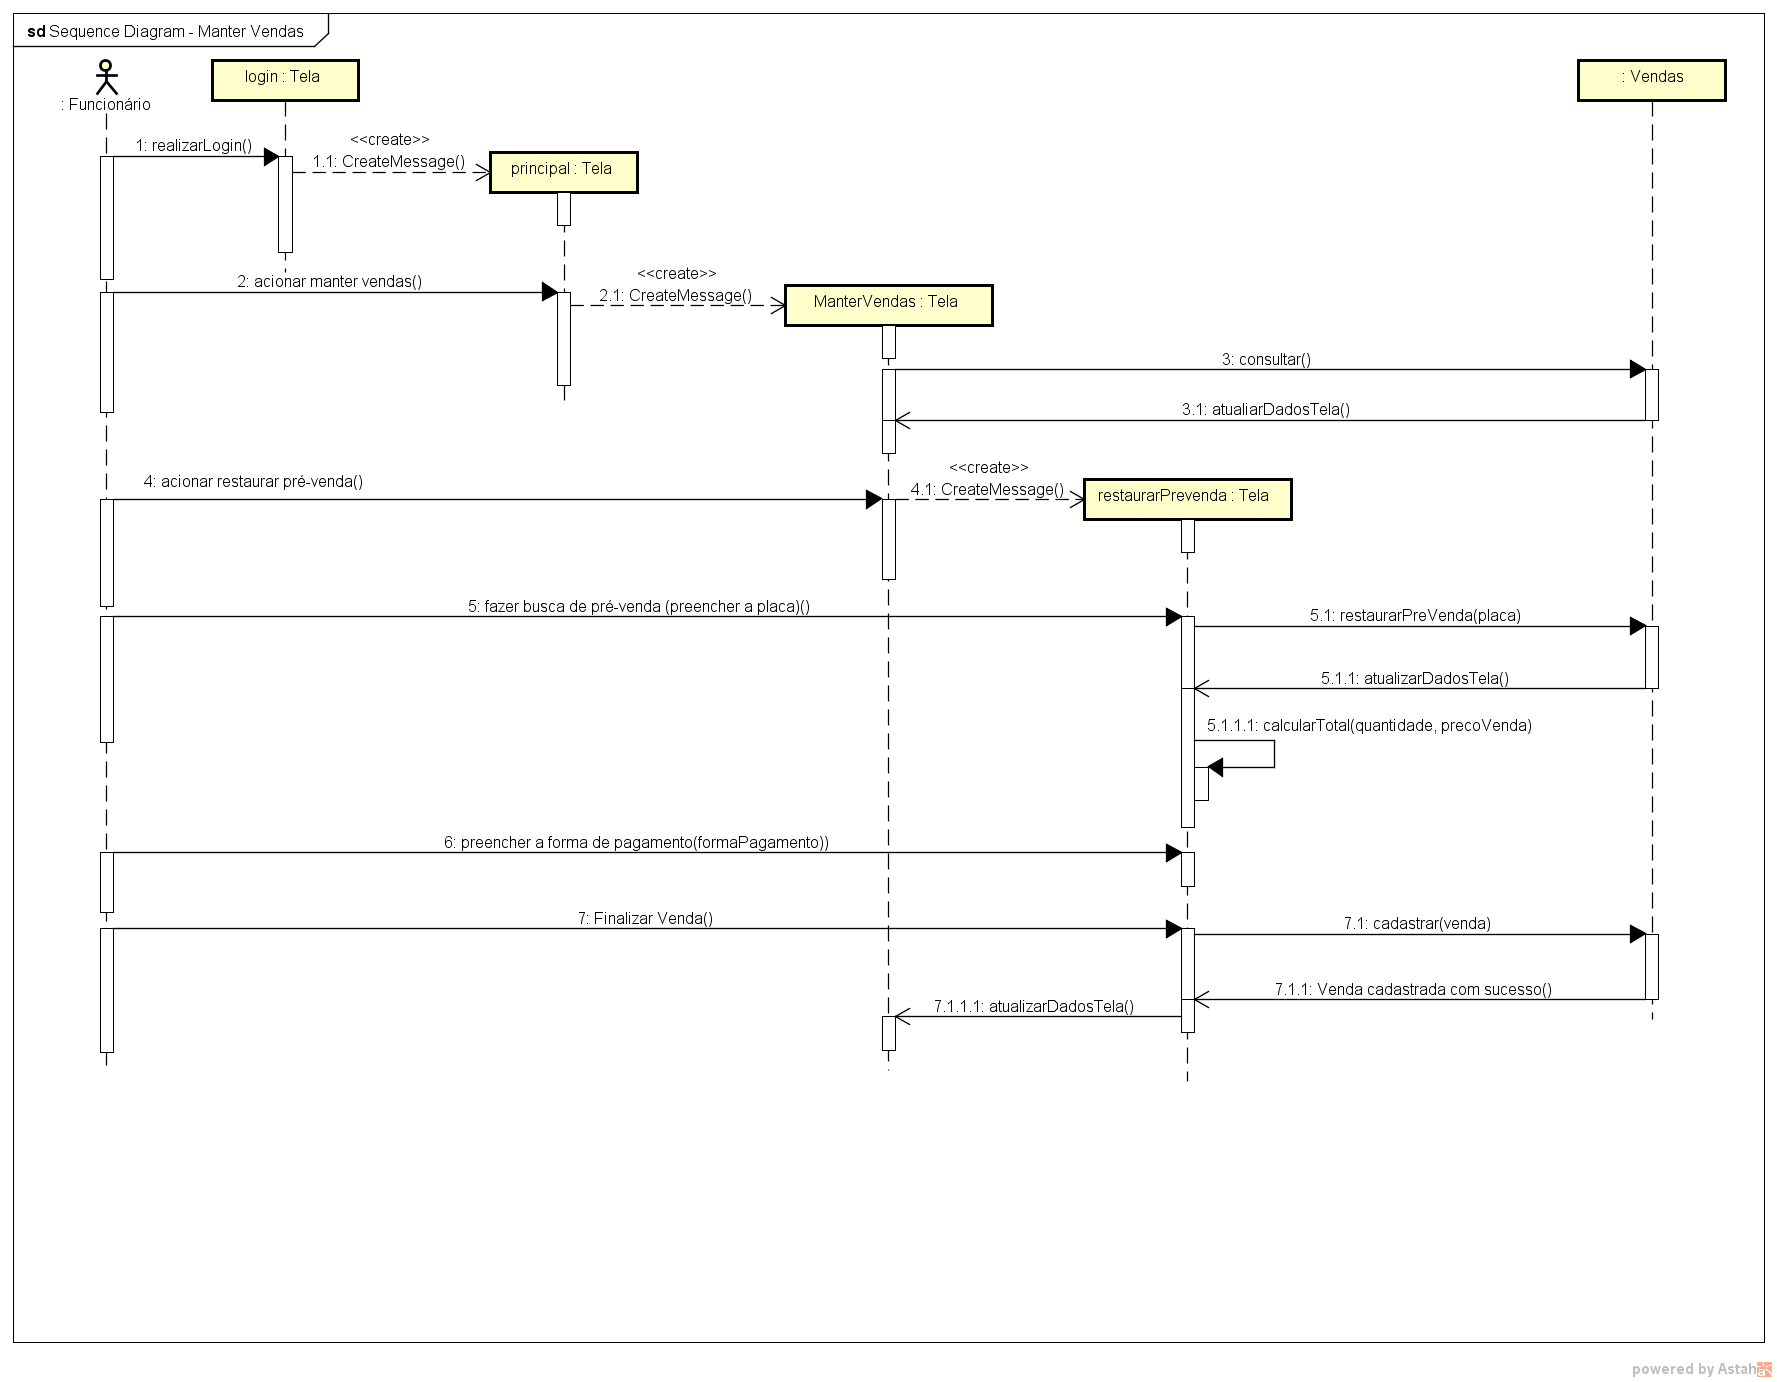 sd Sequence Diagram - Manter Vendas
: Funcionário
login : Tela
: Vendas
1: realizarLogin()
<<create>>
1.1: CreateMessage()
principal : Tela
2: acionar manter vendas()
<<create>>
2.1: CreateMessage()
ManterVendas : Tela
3: consultar()
3.1: atualiarDadosTela()
4: acionar restaurar pré-venda()
<<create>>
4.1: CreateMessage()
restaurarPrevenda : Tela
5: fazer busca de pré-venda (preencher a placa)()
5.1: restaurarPreVenda(placa)
5.1.1: atualizarDadosTela()
5.1.1.1: calcularTotal(quantidade, precoVenda)
6: preencher a forma de pagamento(formaPagamento))
7: Finalizar Venda()
7.1: cadastrar(venda)
7.1.1: Venda cadastrada com sucesso()
7.1.1.1: atualizarDadosTela()
powered by Astah